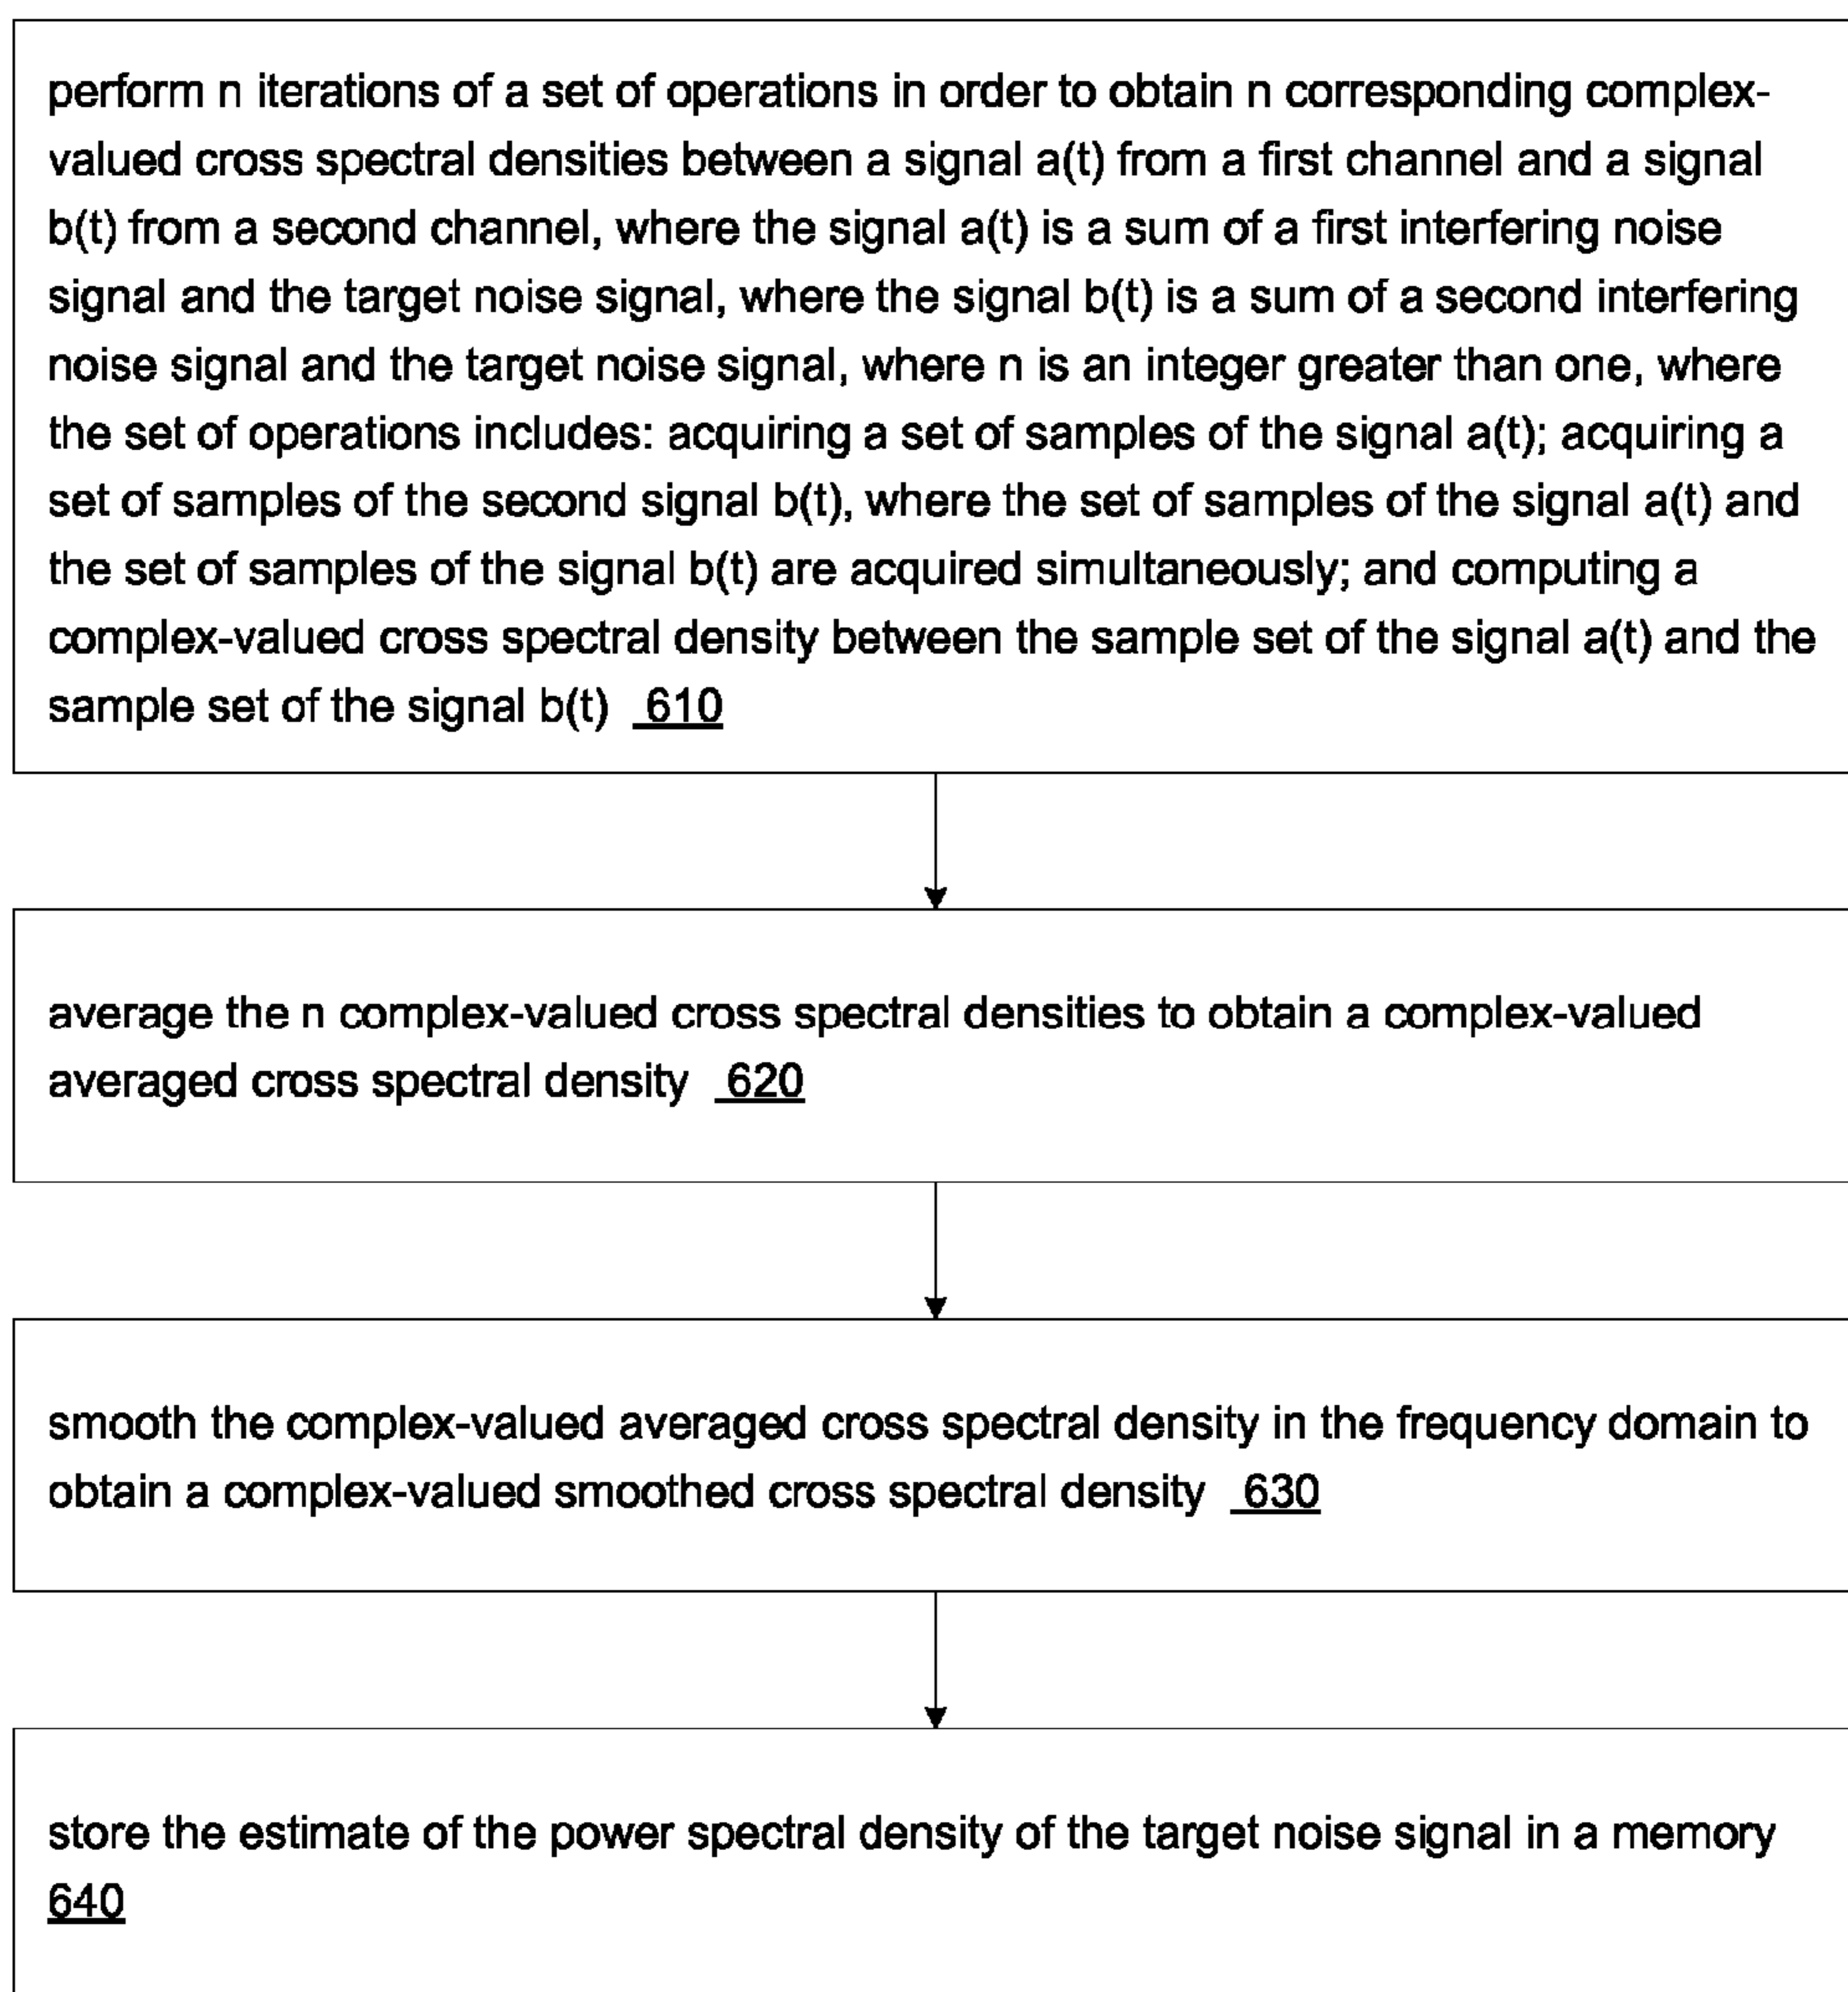 perform n iterations of a set of operations in order to obtain n corresponding complex-
valued cross spectral densities between a signal a(t) from a first channel and a signal
b(t) from a second channel, where the signal a(t) is a sum of a first interfering noise
signal and the target noise signal, where the signal b(t) is a sum of a second interfering
noise signal and the target noise signal, where n is an integer greater than one, where
the set of operations includes: acquiring a set of samples of the signal a(t); acquiring a
set of samples of the second signal b(t), where the set of samples of the signal a(t) and
the set of samples of the signal b(t) are acquired simultaneously; and computing a
complex-valued cross spectral density between the sample set of the signal a(t) and the
sample set of the signal b(t) 610
average the n complex-valued cross spectral densities to obtain a complex-valued
averaged cross spectral density 620
smooth the complex-valued averaged cross spectral density in the frequency domain to
obtain a complex-valued smoothed cross spectral density 630
store the estimate of the power spectral density of the target noise signal in a memory
640